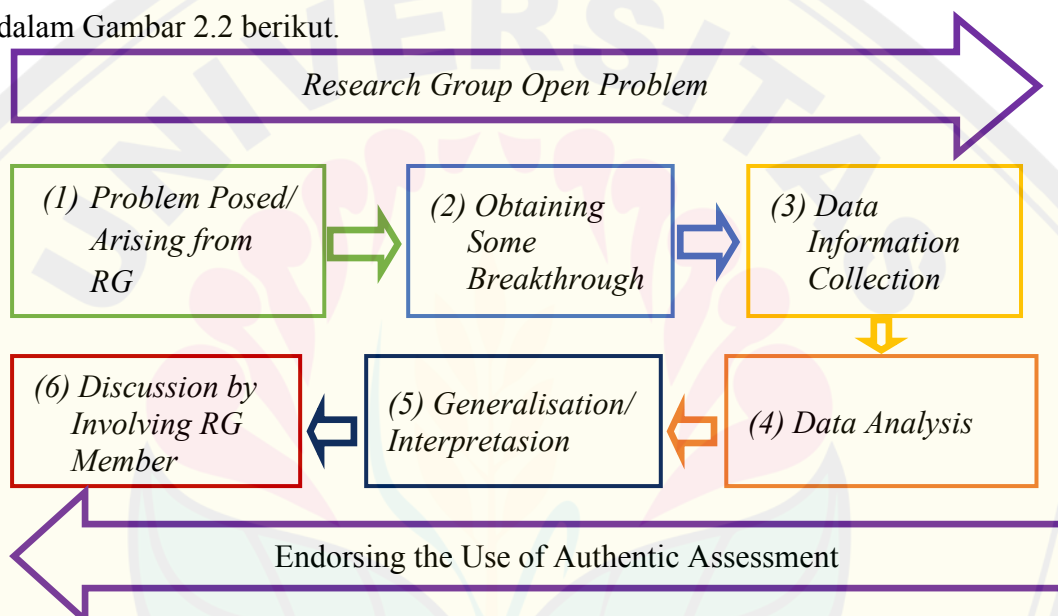 dalam Gambar 2.2 berikut.
Research Group Open Problem
(1) Problem Posed/
Arising from
RG
(2) Obtaining
Some
Breakthrough
(3) Data
Information
Collection
(6) Discussion by
Involving RG
Member
(5) Generalisation/
Interpretasion
(4) Data Analysis
Endorsing the Use of Authentic Assessment
UNIVERSITAS